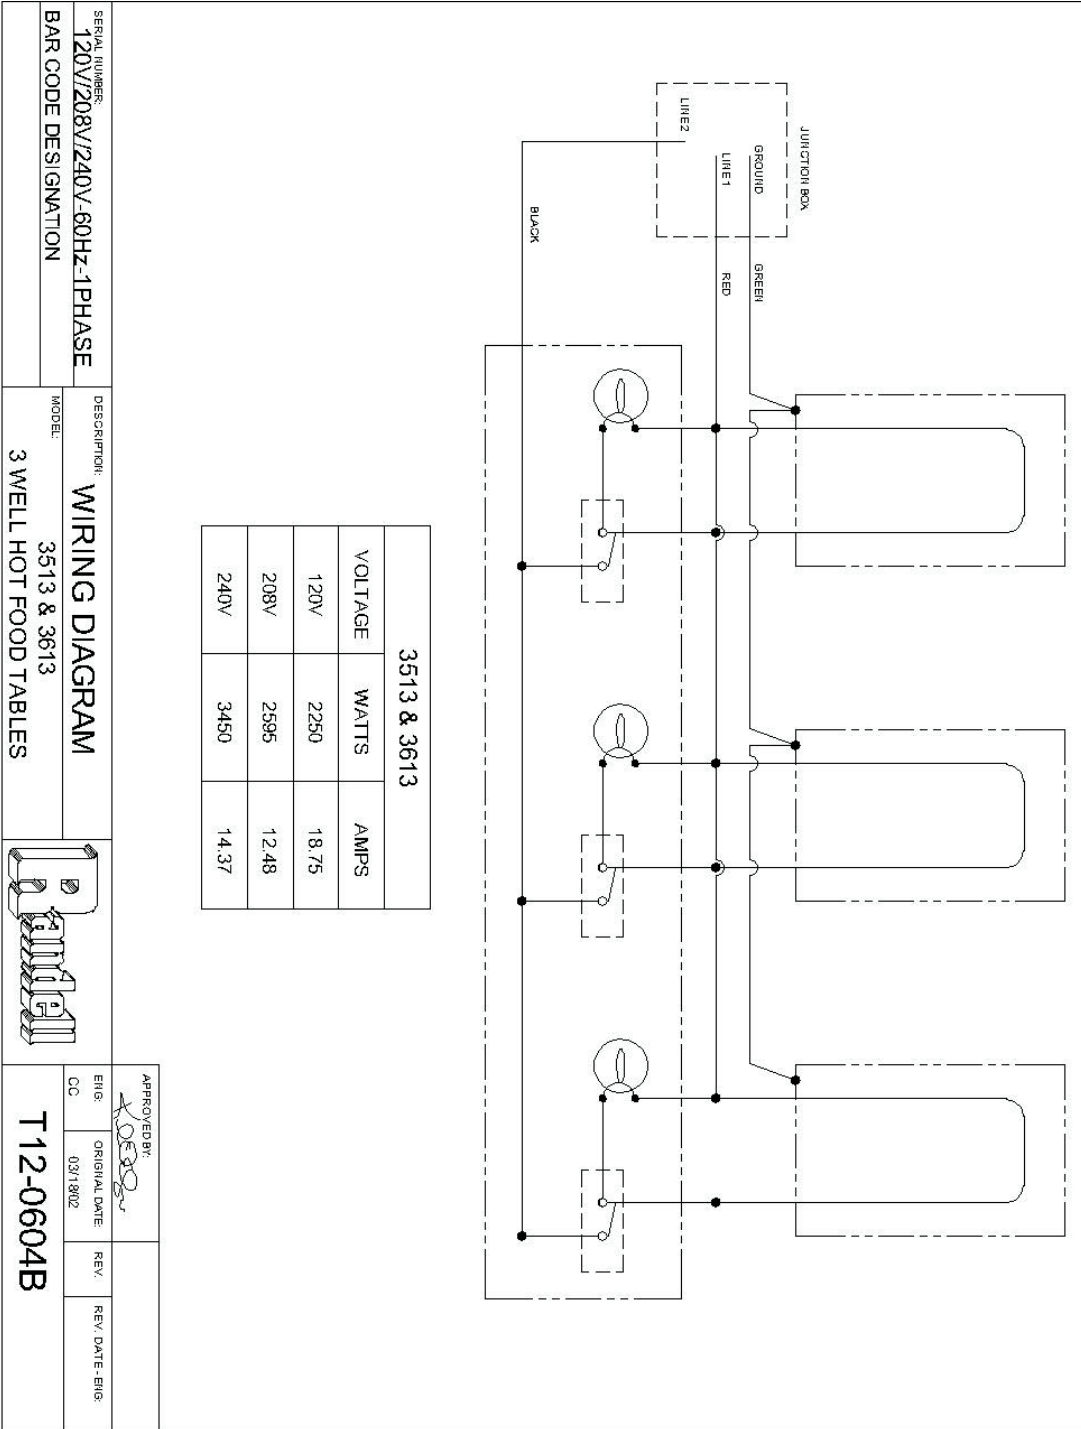 JUNCTION BOX
GROUND
GREEN
LINE1
RED
LINE2
BLACK
3513 & 3613
VOLTAGE WATTS AMPS
120V 2250 18.75
208V 2595 12.48
240V 3450 14.37
APPROVED BY:
SERIAL NUMBER:
120V/208V/240V-60Hz-1PHASE
BAR CODE DESIGNATION
DESCRIPTION: WIRING DIAGRAM
MODEL: 3513 & 3613
3 WELL HOT FOOD TABLES
Randell
ENG: CC
ORIGINAL DATE: 03/18/02
REV.
REV. DATE - ENG:
T12-0604B